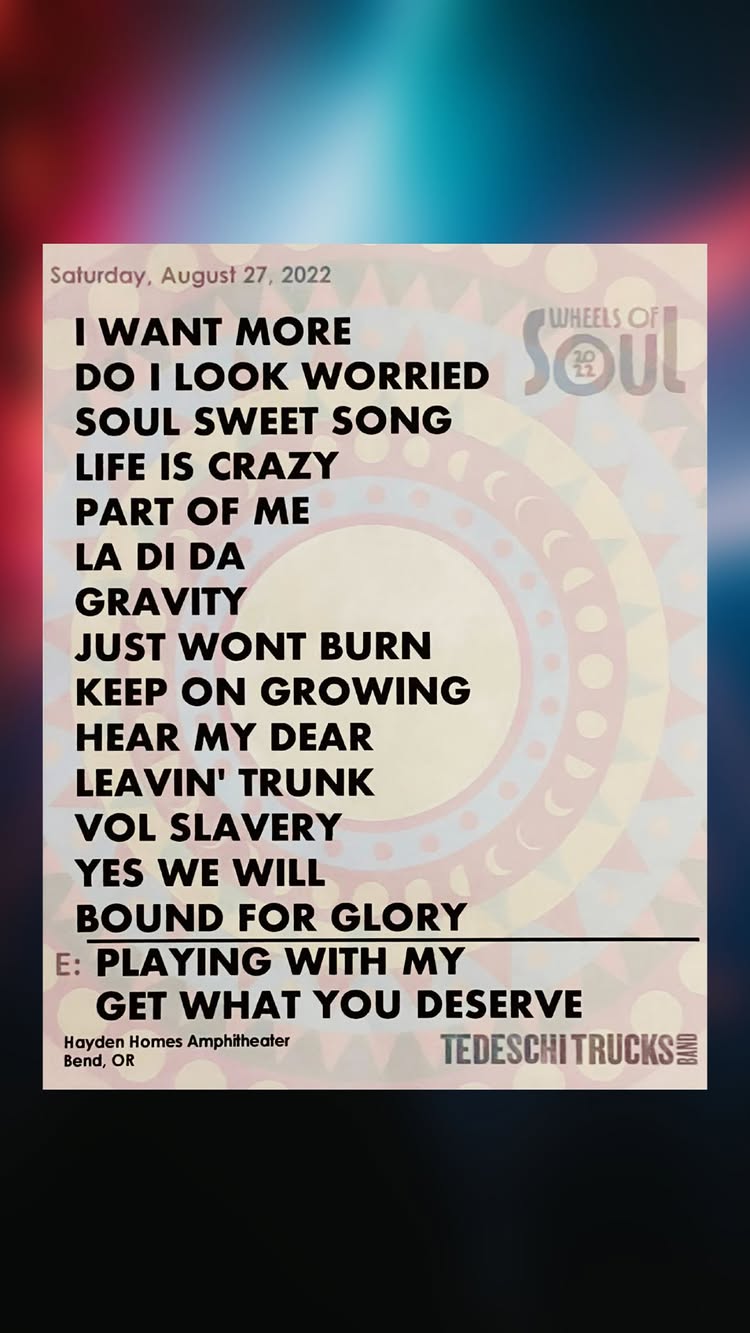 Saturday, August 27, 2022
WHEELS OF
SOUL
20
22
I WANT MORE
DO I LOOK WORRIED
SOUL SWEET SONG
LIFE IS CRAZY
PART OF ME
LA DI DA
GRAVITY
JUST WONT BURN
KEEP ON GROWING
HEAR MY DEAR
LEAVIN' TRUNK
VOL SLAVERY
YES WE WILL
BOUND FOR GLORY
E: PLAYING WITH MY
GET WHAT YOU DESERVE
Hayden Homes Amphitheater
Bend, OR
TEDESCHI TRUCKS BAND